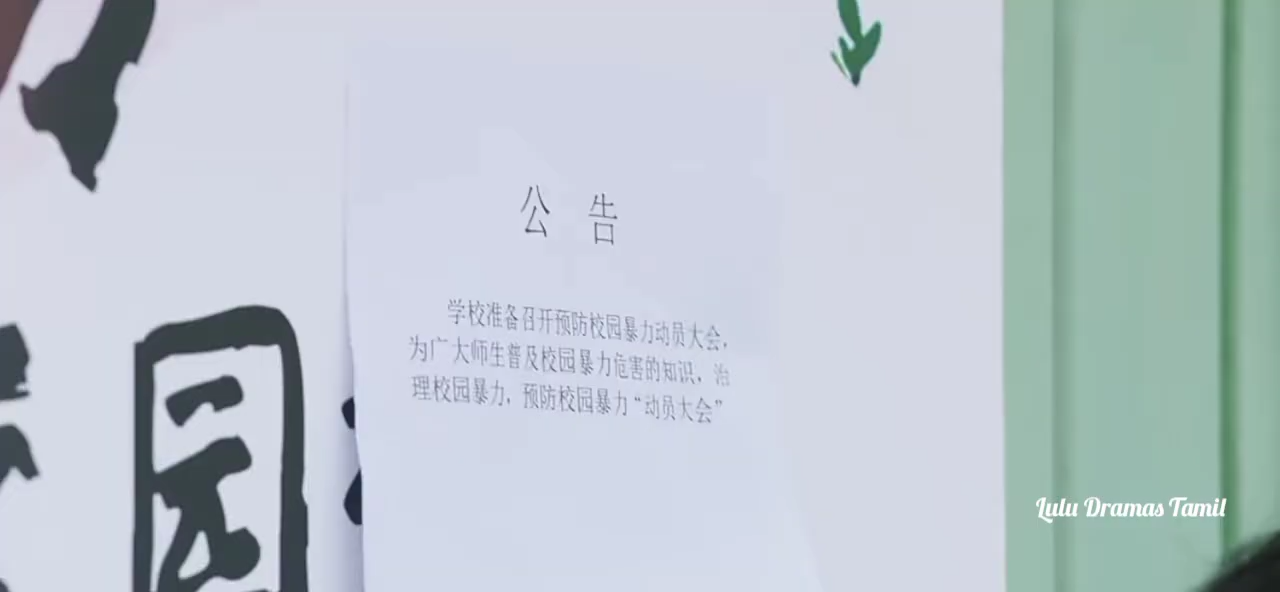 公 告
学校准备召开预防校园暴力动员大会,
为广大师生普及校园暴力危害的知识, 治
理校园暴力, 预防校园暴力“动员大会”
园
Lulu Dramas Tamil